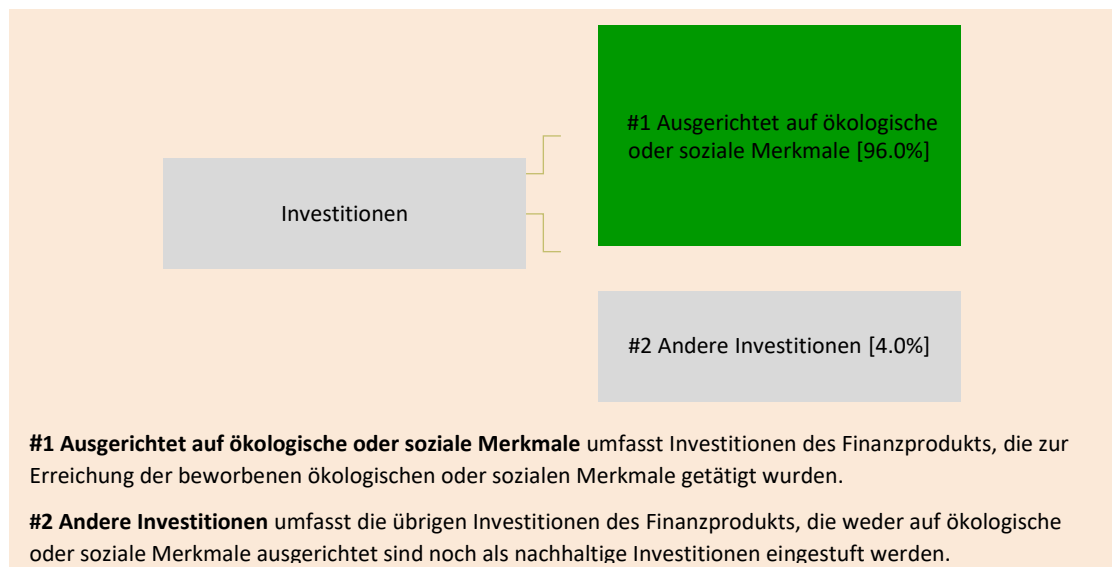 #1 Ausgerichtet auf ökologische
oder soziale Merkmale [96.0%]
Investitionen
#2 Andere Investitionen [4.0%]
#1 Ausgerichtet auf ökologische oder soziale Merkmale umfasst Investitionen des Finanzprodukts, die zur
Erreichung der beworbenen ökologischen oder sozialen Merkmale getätigt wurden.
#2 Andere Investitionen umfasst die übrigen Investitionen des Finanzprodukts, die weder auf ökologische
oder soziale Merkmale ausgerichtet sind noch als nachhaltige Investitionen eingestuft werden.